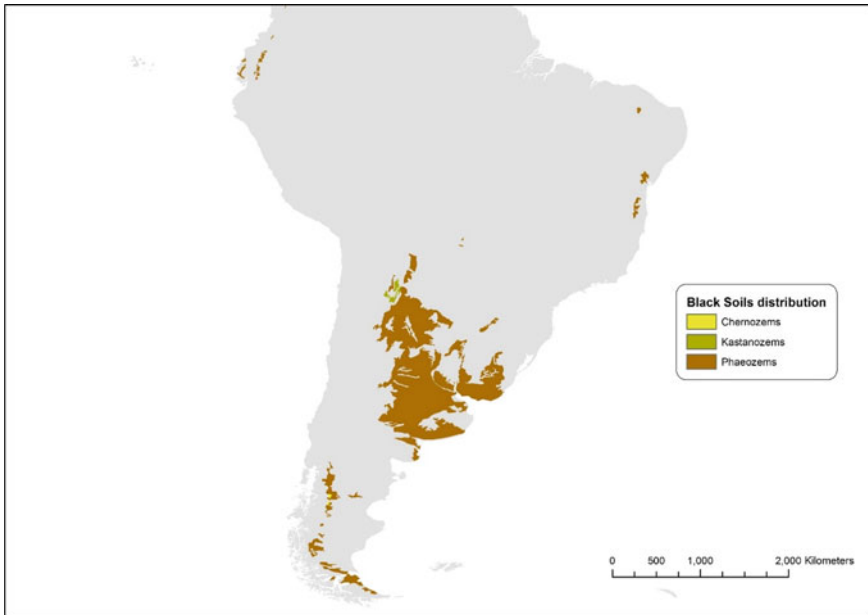 Black Soils distribution
Chernozems
Kastanozems
Phaeozems
0 500 1,000 2,000 Kilometers